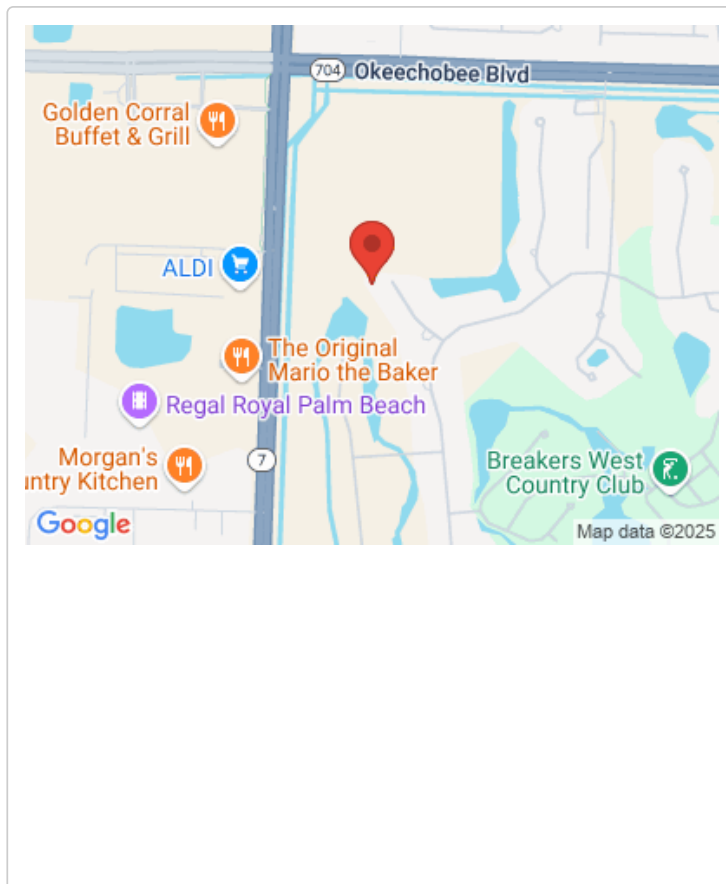 704 Okeechobee Blvd
Golden Corral
Buffet & Grill
ALDI
The Original
Mario the Baker
Regal Royal Palm Beach
Morgan's
untry Kitchen
7
Breakers West
Country Club
Google
Map data ©2025